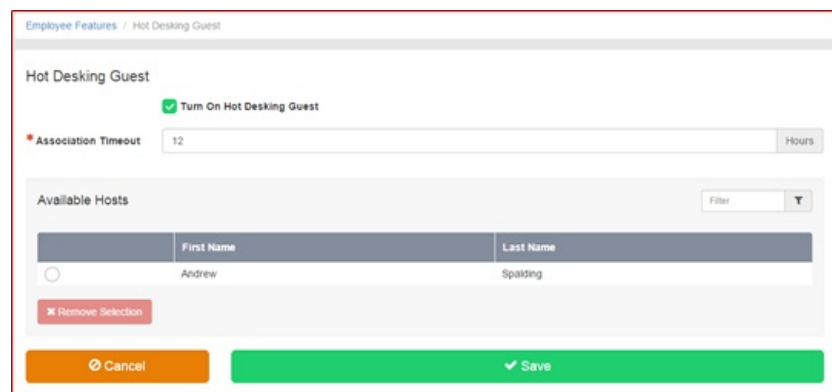 Employee Features / Hot Desking Guest
Hot Desking Guest
Turn On Hot Desking Guest
* Association Timeout 12 Hours
Available Hosts Filter
First Name Last Name
Andrew Spalding
Remove Selection
Cancel Save